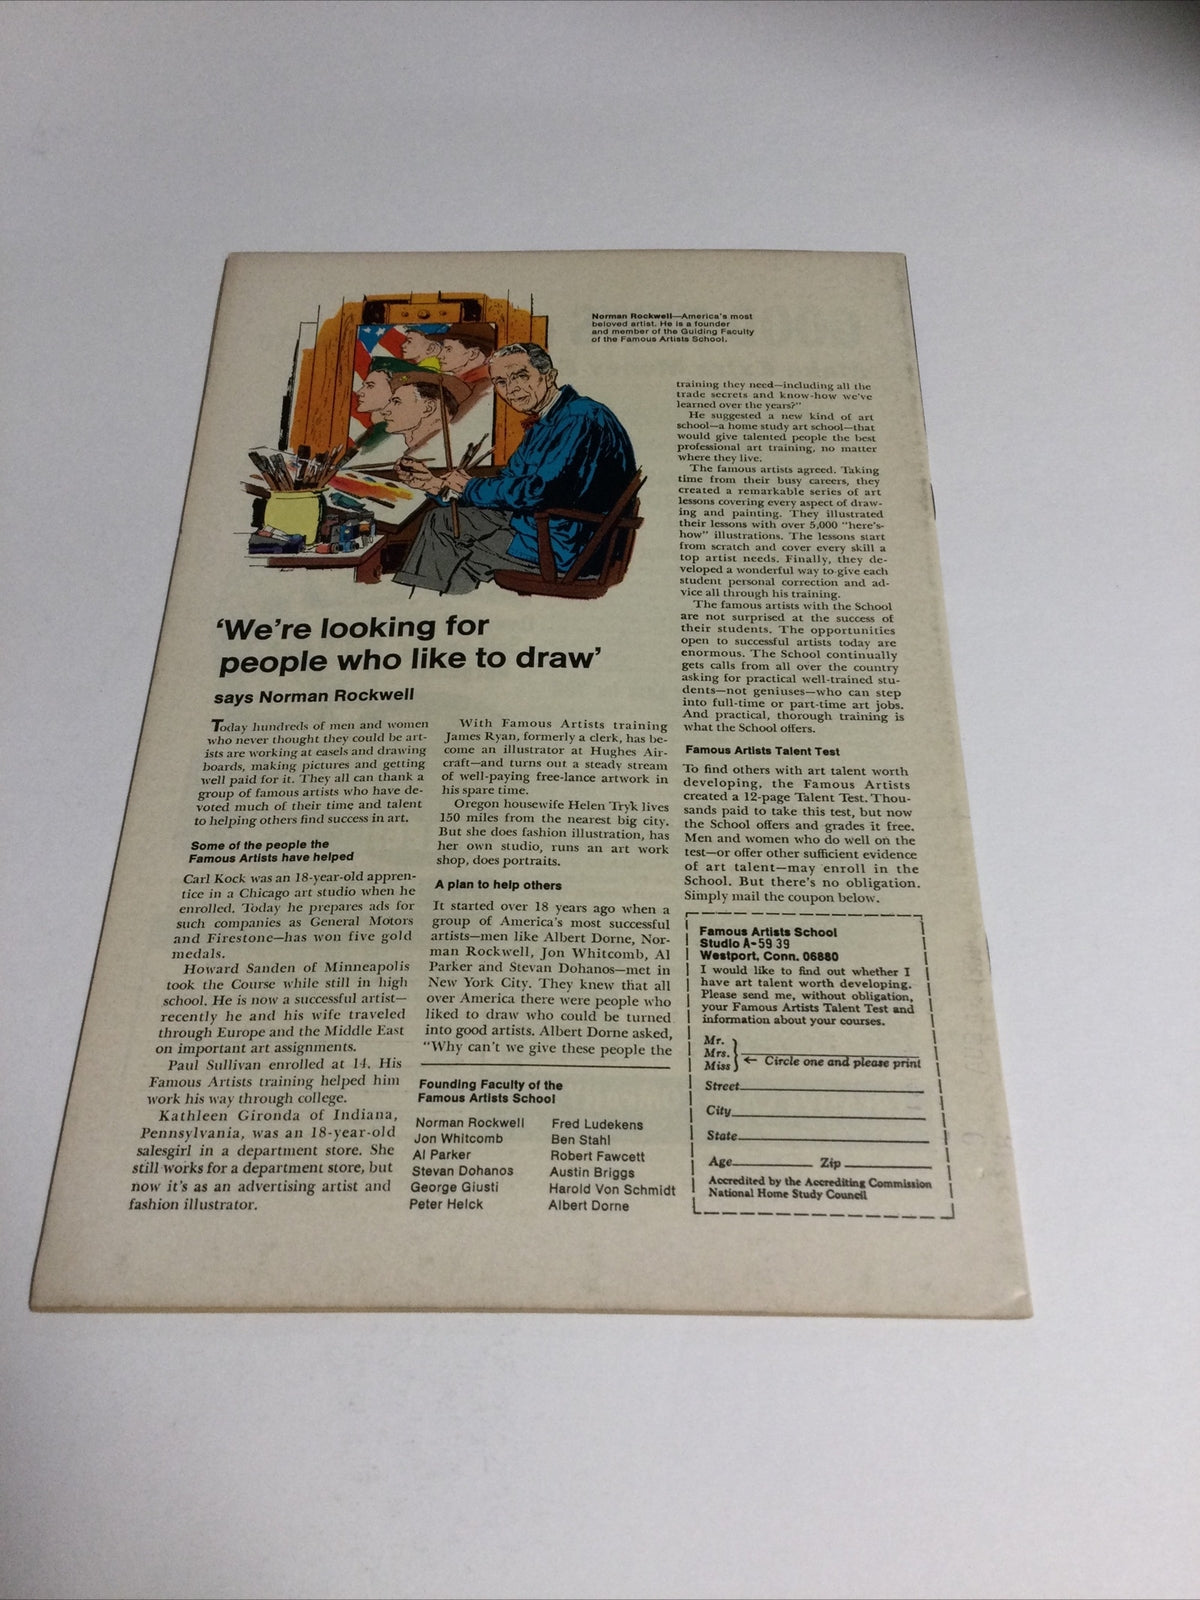 Norman Rockwell—America's most
beloved artist. He is a founder
and member of the Guiding Faculty
of the Famous Artists School.
'We're looking for
people who like to draw'
says Norman Rockwell
Today hundreds of men and women
who never thought they could be art-
ists are working at easels and drawing
boards, making pictures and getting
well paid for it. They all can thank a
group of famous artists who have de-
voted much of their time and talent
to helping others find success in art.
Some of the people the
Famous Artists have helped
Carl Kock was an 18-year-old appren-
tice in a Chicago art studio when he
enrolled. Today he prepares ads for
such companies as General Motors
and Firestone—has won five gold
medals.
Howard Sanden of Minneapolis
took the Course while still in high
school. He is now a successful artist—
recently he and his wife traveled
through Europe and the Middle East
on important art assignments.
Paul Sullivan enrolled at 14. His
Famous Artists training helped him
work his way through college.
Kathleen Gironda of Indiana,
Pennsylvania, was an 18-year-old
salesgirl in a department store. She
still works for a department store, but
now it's as an advertising artist and
fashion illustrator.
With Famous Artists training
James Ryan, formerly a clerk, has be-
come an illustrator at Hughes Air-
craft—and turns out a steady stream
of well-paying free-lance artwork in
his spare time.
Oregon housewife Helen Tryk lives
150 miles from the nearest big city.
But she does fashion illustration, has
her own studio, runs an art work
shop, does portraits.
A plan to help others
It started over 18 years ago when a
group of America's most successful
artists—men like Albert Dorne, Nor-
man Rockwell, Jon Whitcomb, Al
Parker and Stevan Dohanos—met in
New York City. They knew that all
over America there were people who
liked to draw who could be turned
into good artists. Albert Dorne asked,
"Why can't we give these people the
Founding Faculty of the
Famous Artists School
Norman Rockwell
Jon Whitcomb
Al Parker
Stevan Dohanos
George Giusti
Peter Helck
Fred Ludekens
Ben Stahl
Robert Fawcett
Austin Briggs
Harold Von Schmidt
Albert Dorne
training they need—including all the
trade secrets and know-how we've
learned over the years?"
He suggested a new kind of art
school—a home study art school—that
would give talented people the best
professional art training, no matter
where they live.
The famous artists agreed. Taking
time from their busy careers, they
created a remarkable series of art
lessons covering every aspect of draw-
ing and painting. They illustrated
their lessons with over 5,000 "here's-
how" illustrations. The lessons start
from scratch and cover every skill a
top artist needs. Finally, they de-
veloped a wonderful way to give each
student personal correction and ad-
vice all through his training.
The famous artists with the School
are not surprised at the success of
their students. The opportunities
open to successful artists today are
enormous. The School continually
gets calls from all over the country
asking for practical well-trained stu-
dents—not geniuses—who can step
into full-time or part-time art jobs.
And practical, thorough training is
what the School offers.
Famous Artists Talent Test
To find others with art talent worth
developing, the Famous Artists
created a 12-page Talent Test. Thou-
sands paid to take this test, but now
the School offers and grades it free.
Men and women who do well on the
test—or offer other sufficient evidence
of art talent—may enroll in the
School. But there's no obligation.
Simply mail the coupon below.
Famous Artists School
Studio A-59 39
Westport, Conn. 06880
I would like to find out whether I
have art talent worth developing.
Please send me, without obligation,
your Famous Artists Talent Test and
information about your courses.
Mr.
Mrs.
Miss
← Circle one and please print
Street
City
State
Age Zip
Accredited by the Accrediting Commission
National Home Study Council